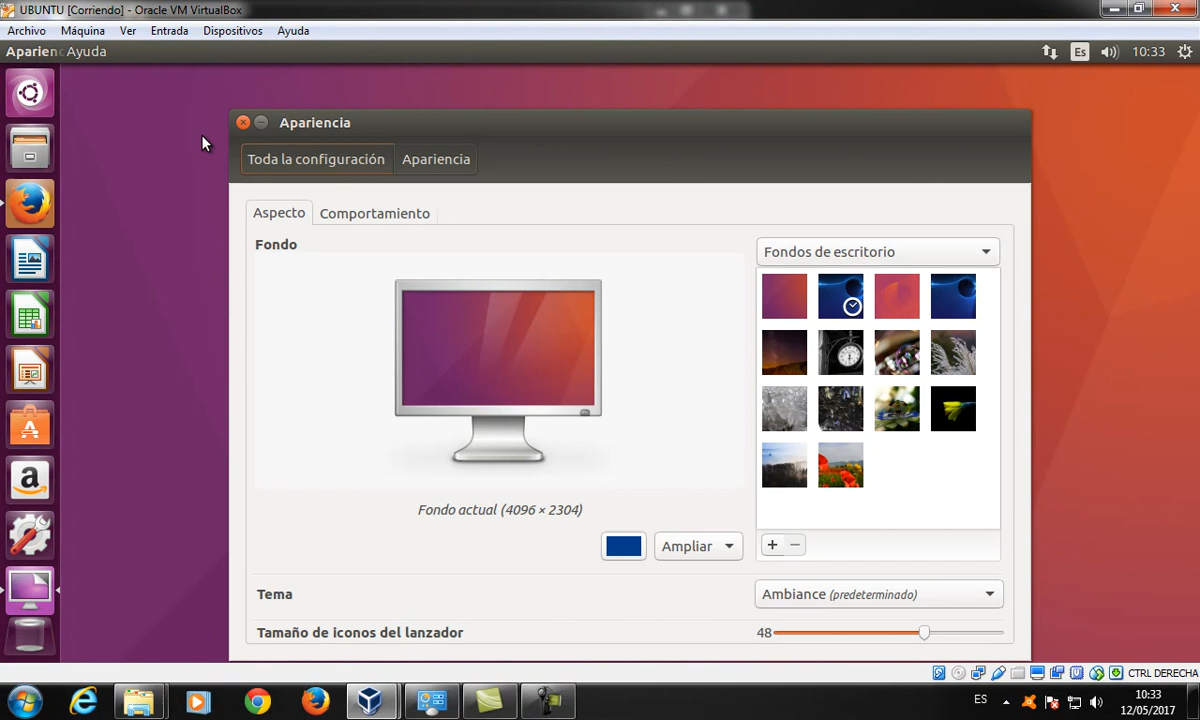 UBUNTU [Corriendo] - Oracle VM VirtualBox
Archivo Máquina Ver Entrada Dispositivos Ayuda
Aparien Ayuda
Es 10:33
Apariencia
Toda la configuración Apariencia
Aspecto Comportamiento
Fondo
Fondos de escritorio
Fondo actual (4096 × 2304)
Ampliar
+ −
Tema
Ambiance (predeterminado)
Tamaño de iconos del lanzador
48
CTRL DERECHA
ES
10:33
12/05/2017